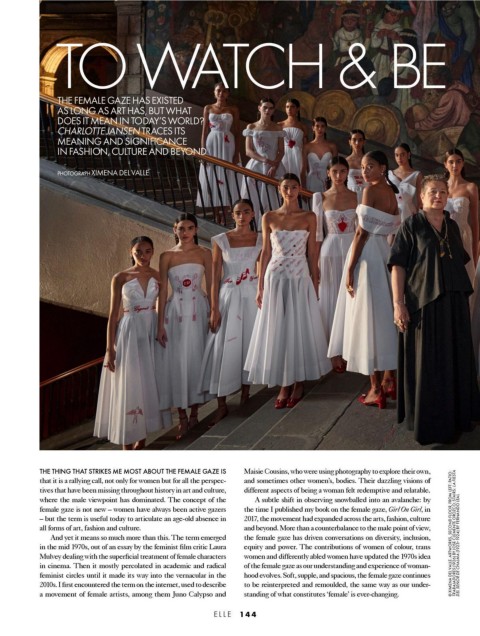 TO WATCH & BE
THE FEMALE GAZE HAS EXISTED
AS LONG AS ART HAS, BUT WHAT
DOES IT MEAN IN TODAY'S WORLD?
CHARLOTTE JANSEN TRACES ITS
MEANING AND SIGNIFICANCE
IN FASHION, CULTURE AND BEYOND
PHOTOGRAPH XIMENA DEL VALLE
THE THING THAT STRIKES ME MOST ABOUT THE FEMALE GAZE IS
that it is a rallying call, not only for women but for all the perspec-
tives that have been missing throughout history in art and culture,
where the male viewpoint has dominated. The concept of the
female gaze is not new – women have always been active gazers
– but the term is useful today to articulate an age-old absence in
all forms of art, fashion and culture.
And yet it means so much more than this. The term emerged
in the mid 1970s, out of an essay by the feminist film critic Laura
Mulvey dealing with the superficial treatment of female characters
in cinema. Then it mostly percolated in academic and radical
feminist circles until it made its way into the vernacular in the
2010s. I first encountered the term on the internet, used to describe
a movement of female artists, among them Juno Calypso and
Maisie Cousins, who were using photography to explore their own,
and sometimes other women's, bodies. Their dazzling visions of
different aspects of being a woman felt redemptive and relatable.
A subtle shift in observing snowballed into an avalanche: by
the time I published my book on the female gaze, Girl On Girl, in
2017, the movement had expanded across the arts, fashion, culture
and beyond. More than a counterbalance to the male point of view,
the female gaze has driven conversations on diversity, inclusion,
equity and power. The contributions of women of colour, trans
women and differently abled women have updated the 1970s idea
of the female gaze as our understanding and experience of woman-
hood evolves. Soft, supple, and spacious, the female gaze continues
to be reinterpreted and remoulded, the same way as our under-
standing of what constitutes 'female' is ever-changing.
ELLE 144